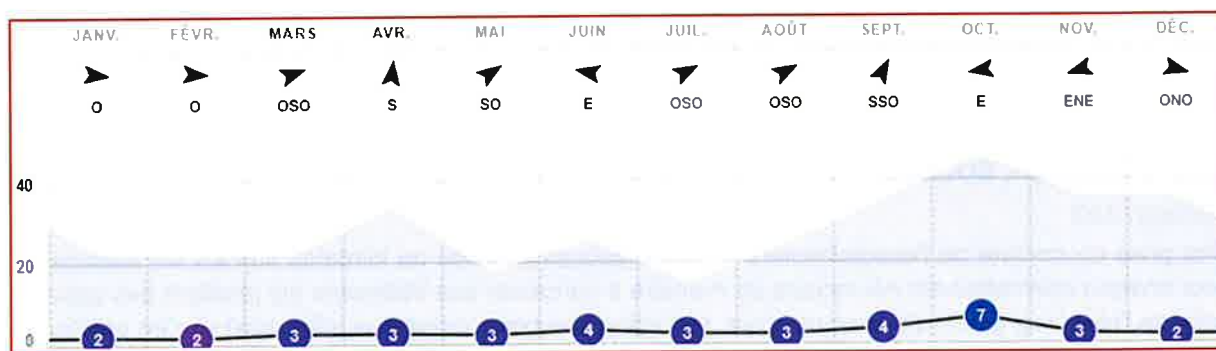 JANV. FÉVR. MARS AVR. MAI JUIN JUIL. AOÛT SEPT. OCT. NOV. DÉC.
O O OSO S SO E OSO OSO SSO E ENE ONO
40
20
0
2 2 3 3 3 4 3 3 4 7 3 2